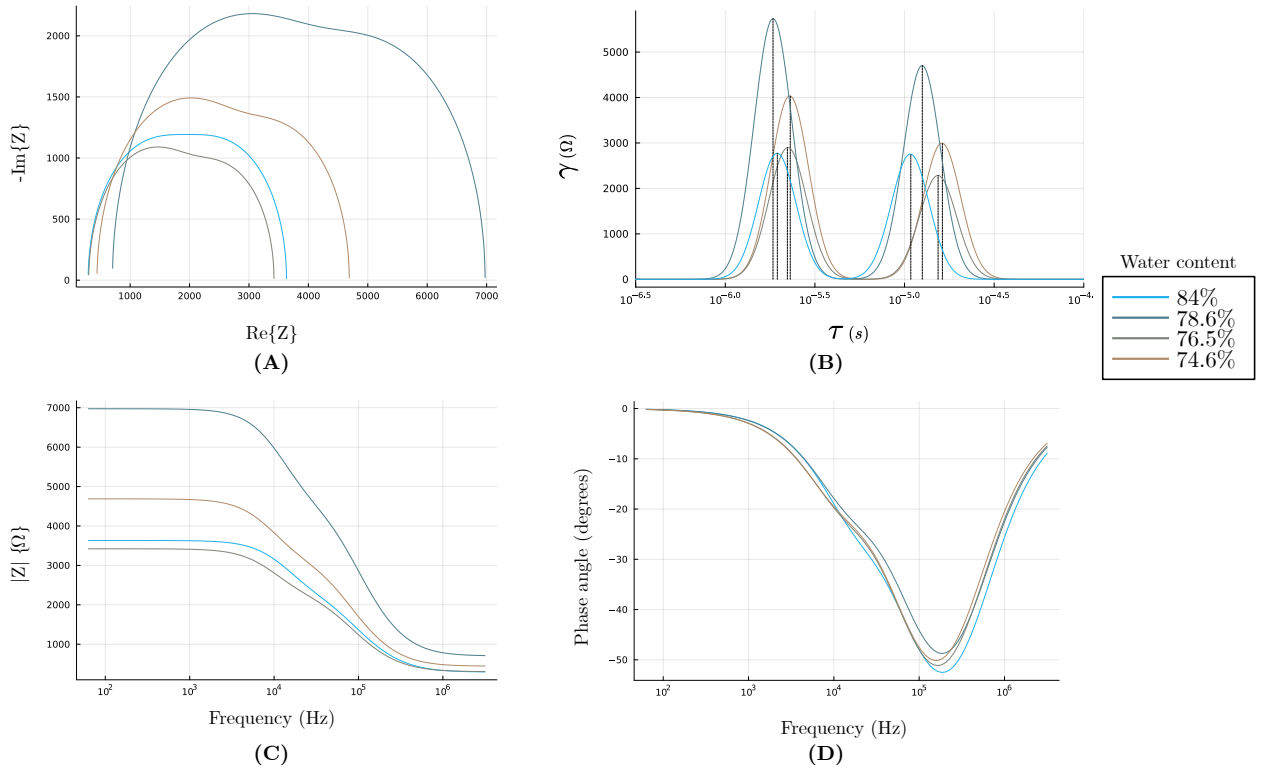 2000
1500
1000
500
0
-Im{Z}
1000 2000 3000 4000 5000 6000 7000
Re{Z}
(A)
5000
4000
3000
2000
1000
0
γ (Ω)
10^−6.5 10^−6.0 10^−5.5 10^−5.0 10^−4.5 10^−4.
τ (s)
(B)
Water content
84%
78.6%
76.5%
74.6%
7000
6000
5000
4000
3000
2000
1000
|Z| {Ω}
10^2 10^3 10^4 10^5 10^6
Frequency (Hz)
(C)
0
−10
−20
−30
−40
−50
Phase angle (degrees)
10^2 10^3 10^4 10^5 10^6
Frequency (Hz)
(D)